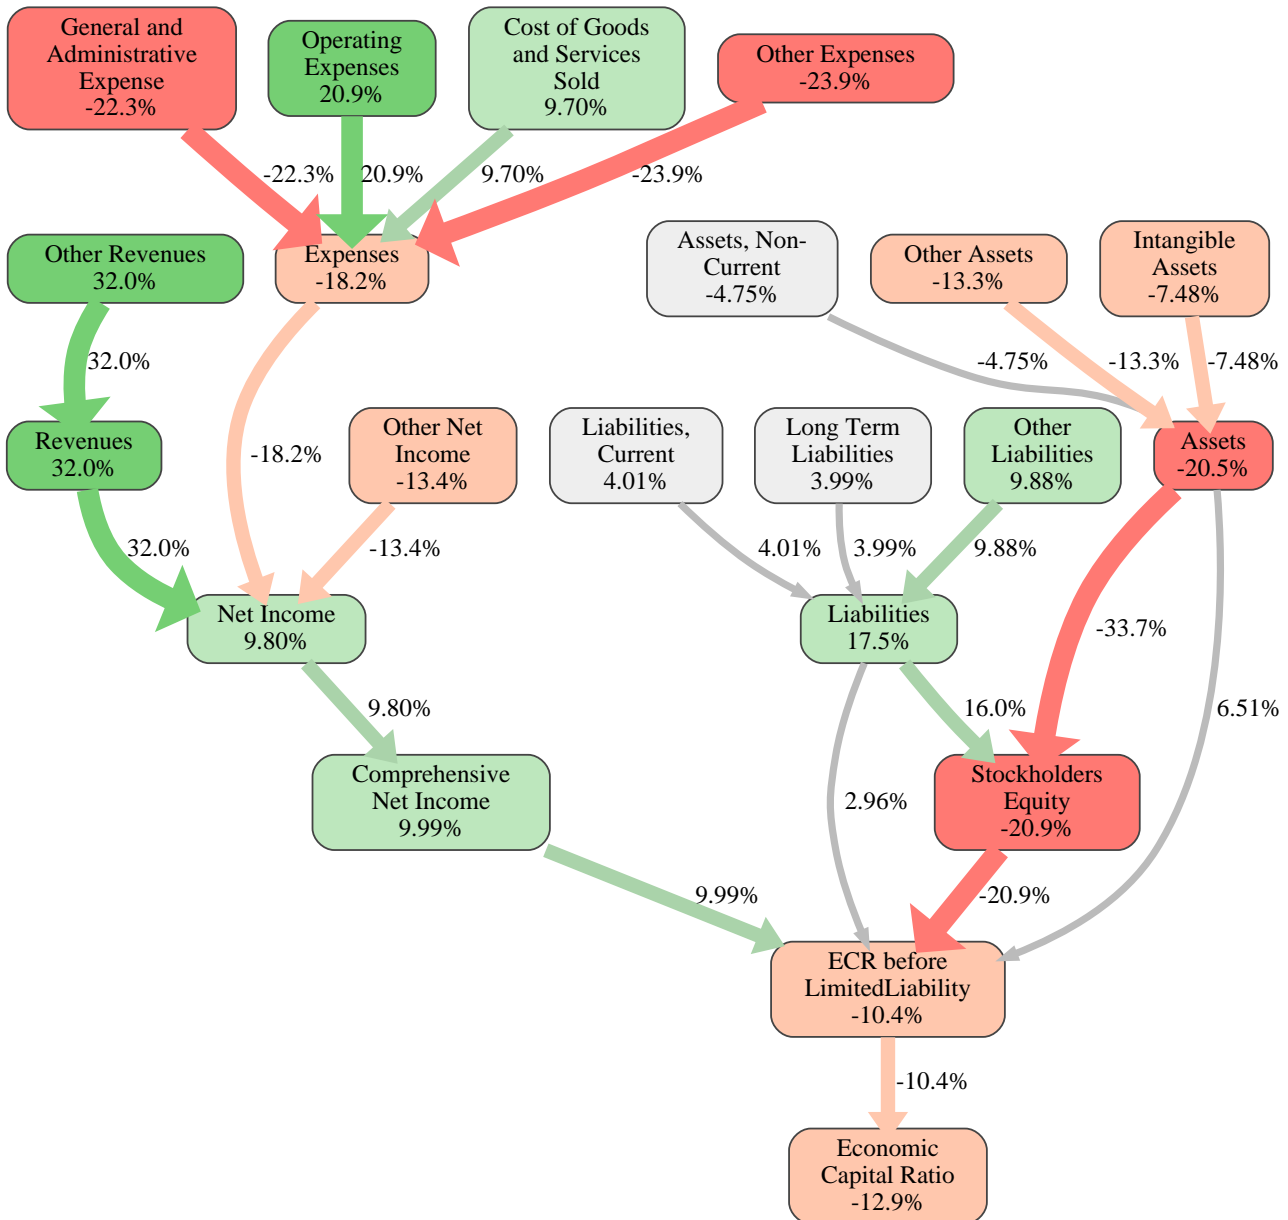 General and
Administrative
Expense
-22.3%
Operating
Expenses
20.9%
Cost of Goods
and Services
Sold
9.70%
Other Expenses
-23.9%
-22.3%
20.9%
9.70%
-23.9%
Other Revenues
32.0%
Expenses
-18.2%
Assets, Non-
Current
-4.75%
Other Assets
-13.3%
Intangible
Assets
-7.48%
32.0%
-4.75%
-13.3%
-7.48%
Revenues
32.0%
-18.2%
Other Net
Income
-13.4%
Liabilities,
Current
4.01%
Long Term
Liabilities
3.99%
Other
Liabilities
9.88%
Assets
-20.5%
32.0%
-13.4%
4.01%
3.99%
9.88%
Net Income
9.80%
Liabilities
17.5%
-33.7%
9.80%
16.0%
6.51%
Comprehensive
Net Income
9.99%
2.96%
Stockholders
Equity
-20.9%
9.99%
-20.9%
ECR before
LimitedLiability
-10.4%
-10.4%
Economic
Capital Ratio
-12.9%